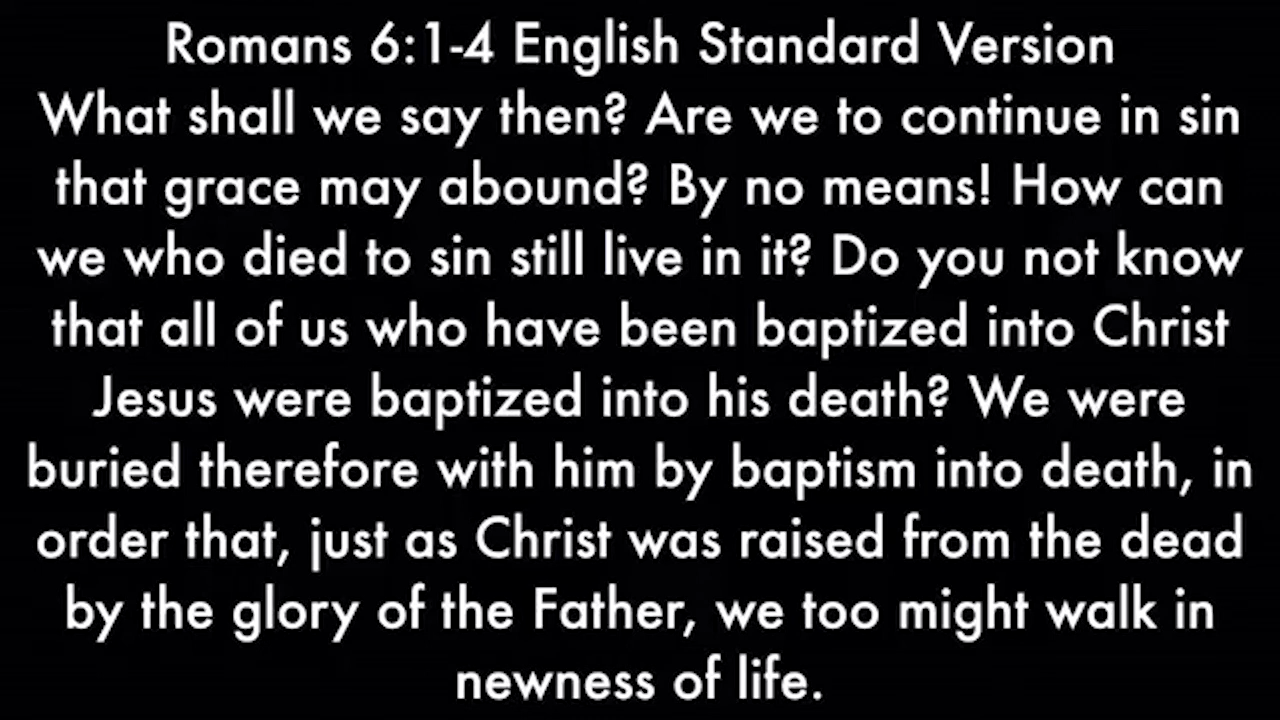 Romans 6:1-4 English Standard Version
What shall we say then? Are we to continue in sin
that grace may abound? By no means! How can
we who died to sin still live in it? Do you not know
that all of us who have been baptized into Christ
Jesus were baptized into his death? We were
buried therefore with him by baptism into death, in
order that, just as Christ was raised from the dead
by the glory of the Father, we too might walk in
newness of life.